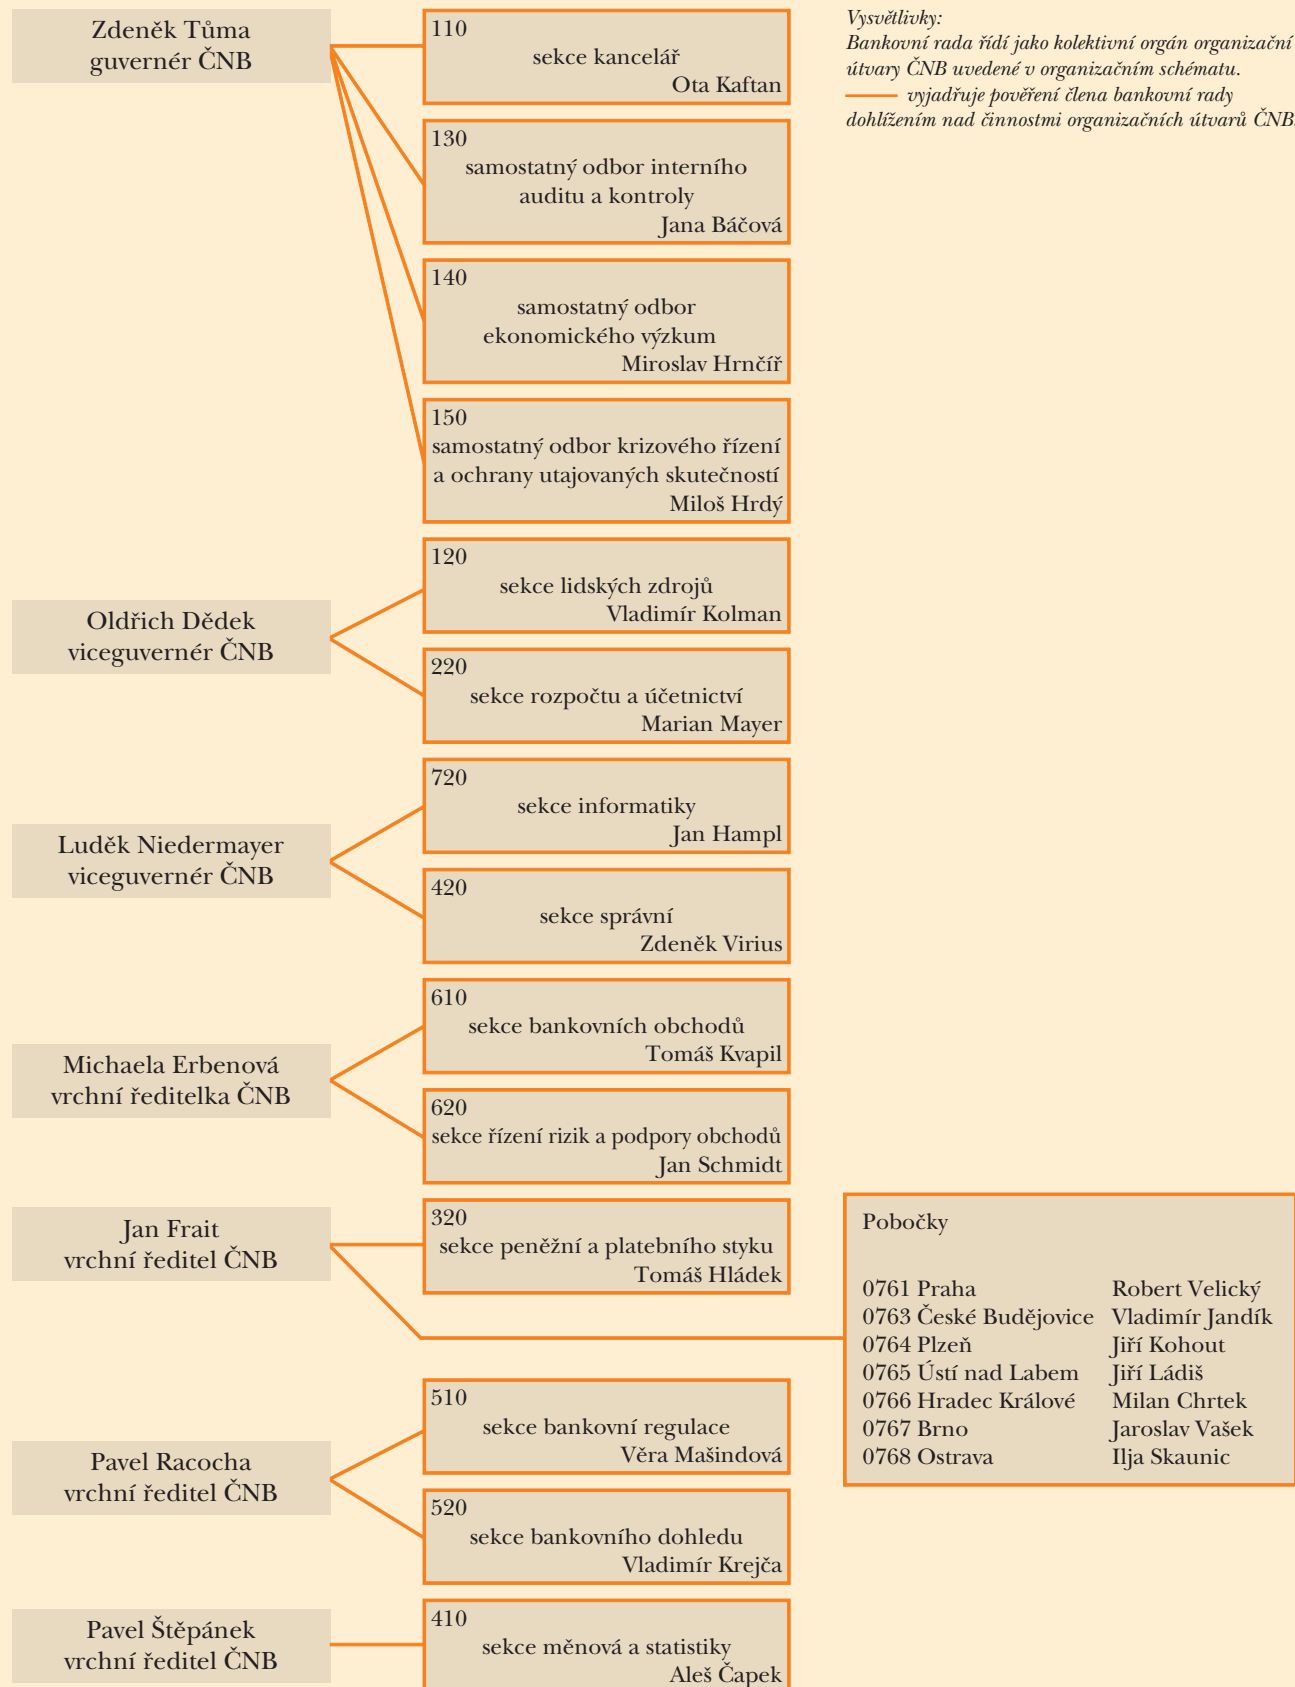 Zdeněk Tůma
guvernér ČNB
110
sekce kancelář
Ota Kaftan
130
samostatný odbor interního
auditu a kontroly
Jana Báčová
140
samostatný odbor
ekonomického výzkum
Miroslav Hrnčíř
150
samostatný odbor krizového řízení
a ochrany utajovaných skutečností
Miloš Hrdý
Vysvětlivky:
Bankovní rada řídí jako kolektivní orgán organizační
útvary ČNB uvedené v organizačním schématu.
vyjadřuje pověření člena bankovní rady
dohlížením nad činnostmi organizačních útvarů ČNB.
Oldřich Dědek
viceguvernér ČNB
120
sekce lidských zdrojů
Vladimír Kolman
220
sekce rozpočtu a účetnictví
Marian Mayer
Luděk Niedermayer
viceguvernér ČNB
720
sekce informatiky
Jan Hampl
420
sekce správní
Zdeněk Virius
Michaela Erbenová
vrchní ředitelka ČNB
610
sekce bankovních obchodů
Tomáš Kvapil
620
sekce řízení rizik a podpory obchodů
Jan Schmidt
Jan Frait
vrchní ředitel ČNB
320
sekce peněžní a platebního styku
Tomáš Hládek
Pobočky
0761 Praha Robert Velický
0763 České Budějovice Vladimír Jandík
0764 Plzeň Jiří Kohout
0765 Ústí nad Labem Jiří Ládiš
0766 Hradec Králové Milan Chrtek
0767 Brno Jaroslav Vašek
0768 Ostrava Ilja Skaunic
Pavel Racocha
vrchní ředitel ČNB
510
sekce bankovní regulace
Věra Mašindová
520
sekce bankovního dohledu
Vladimír Krejča
Pavel Štěpánek
vrchní ředitel ČNB
410
sekce měnová a statistiky
Aleš Čapek